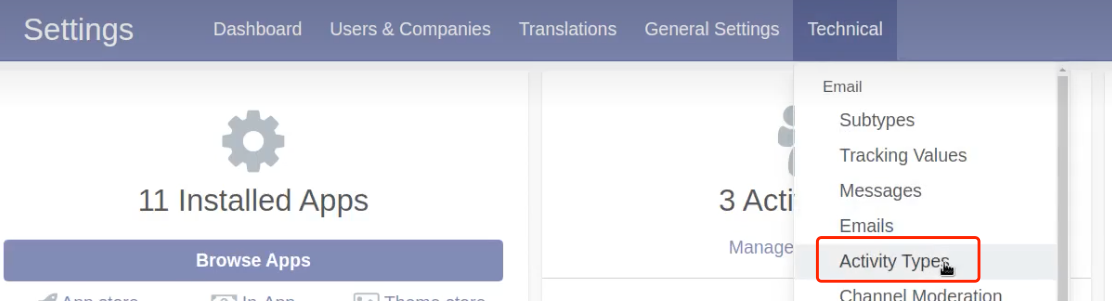 Settings Dashboard Users & Companies Translations General Settings Technical
Email
Subtypes
Tracking Values
Messages
Emails
Activity Types
Channel Moderation
11 Installed Apps
Browse Apps
App store In-App Theme store
3 Acti
Manage